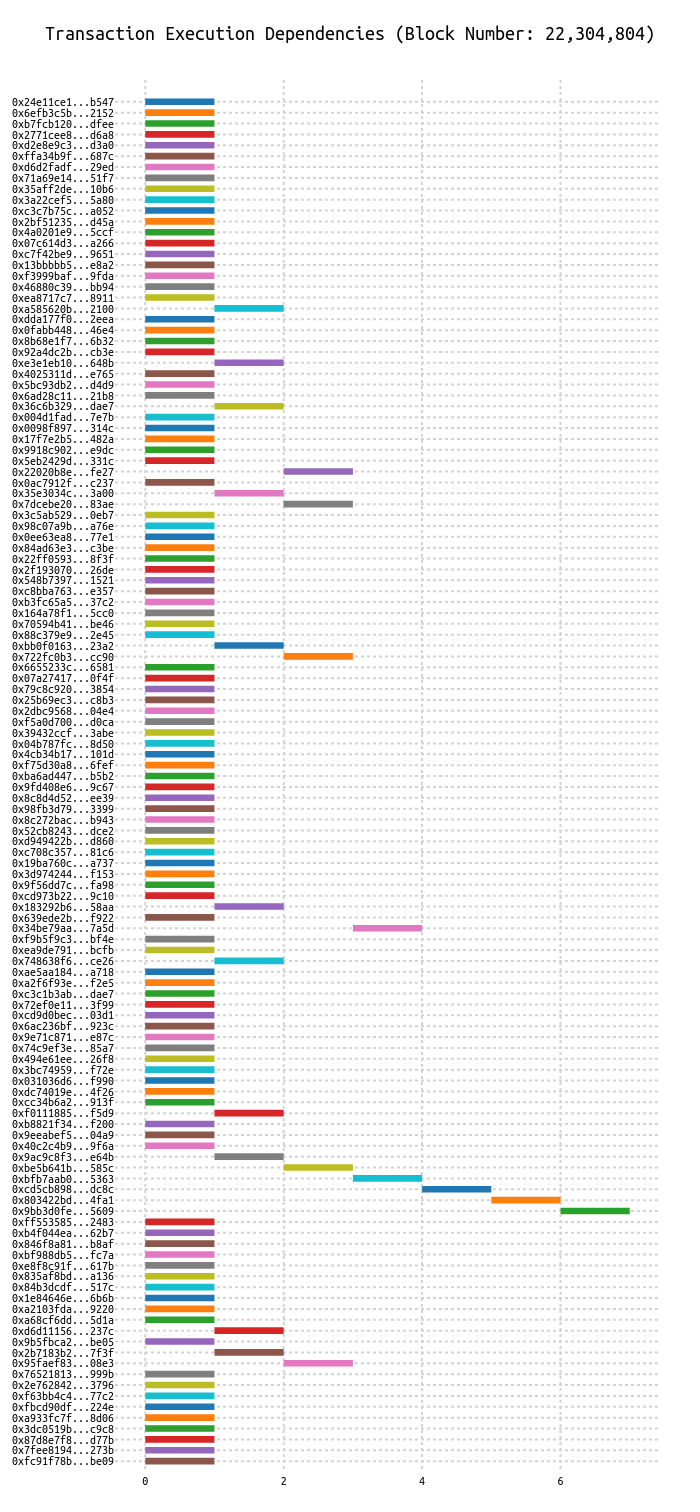 Transaction Execution Dependencies (Block Number: 22,304,804)
0x24e11ce1...b547
0x6efb3c5b...2152
0xb7fcb120...dfee
0x2771cee8...d6a8
0xd2e8e9c3...d3a0
0xffa34b9f...687c
0xd6d2fadf...29ed
0x71a69e14...51f7
0x35aff2de...10b6
0x3a22cef5...5a80
0xc3c7b75c...a052
0x2bf51235...d45a
0x4a0201e9...5ccf
0x07c614d3...a266
0xc7f42be9...9651
0x13bbbbb5...e8a2
0xf3999baf...9fda
0x46880c39...bb94
0xea8717c7...8911
0xa585620b...2100
0xdda177f0...2eea
0x0fabb448...46e4
0x8b68e1f7...6b32
0x92a4dc2b...cb3e
0xe3e1eb10...648b
0x4025311d...e765
0x5bc93db2...d4d9
0x6ad28c11...21b8
0x36c6b329...dae7
0x004d1fad...7e7b
0x0098f897...314c
0x17f7e2b5...482a
0x9918c902...e9dc
0x5eb2429d...331c
0x22020b8e...fe27
0x0ac7912f...c237
0x35e3034c...3a00
0x7dcebe20...83ae
0x3c5ab529...0eb7
0x98c07a9b...a76e
0x0ee63ea8...77e1
0x84ad63e3...c3be
0x22ff0593...8f3f
0x2f193070...26de
0x548b7397...1521
0xc8bba763...e357
0xb3fc65a5...37c2
0x164a78f1...5cc0
0x70594b41...be46
0x88c379e9...2e45
0xbb0f0163...23a2
0x722fc0b3...cc90
0x6655233c...6581
0x07a27417...0f4f
0x79c8c920...3854
0x25b69ec3...c8b3
0x2dbc9568...04e4
0xf5a0d700...d0ca
0x39432ccf...3abe
0x04b787fc...8d50
0x4cb34b17...101d
0xf75d30a8...6fef
0xba6ad447...b5b2
0x9fd408e6...9c67
0x8c8d4d52...ee39
0x98fb3d79...3399
0x8c272bac...b943
0x52cb8243...dce2
0xd949422b...d860
0xc708c357...81c6
0x19ba760c...a737
0x3d974244...f153
0x9f56dd7c...fa98
0xcd973b22...9c10
0x183292b6...58aa
0x639ede2b...f922
0x34be79aa...7a5d
0xf9b5f9c3...bf4e
0xea9de791...bcfb
0x748638f6...ce26
0xae5aa184...a718
0xa2f6f93e...f2e5
0xc3c1b3ab...dae7
0x72ef0e11...3f99
0xcd9d0bec...03d1
0x6ac236bf...923c
0x9e71c871...e87c
0x74c9ef3e...85a7
0x494e61ee...26f8
0x3bc74959...f72e
0x031036d6...f990
0xdc74019e...4f26
0xcc34b6a2...913f
0xf0111885...f5d9
0xb8821f34...f200
0x9eeabef5...04a9
0x40c2c4b9...9f6a
0x9ac9c8f3...e64b
0xbe5b641b...585c
0xbfb7aab0...5363
0xcd5cb898...dc8c
0x803422bd...4fa1
0x9bb3d0fe...5609
0xff553585...2483
0xb4f044ea...62b7
0x846f8a81...b8af
0xbf988db5...fc7a
0xe8f8c91f...617b
0x835af8bd...a136
0x84b3dcdf...517c
0x1e84646e...6b6b
0xa2103fda...9220
0xa68cf6dd...5d1a
0xd6d11156...237c
0x9b5fbca2...be05
0x2b7183b2...7f3f
0x95faef83...08e3
0x76521813...999b
0x2e762842...3796
0xf63bb4c4...77c2
0xfbcd90df...224e
0xa933fc7f...8d06
0x3dc0519b...c9c8
0x87d8e7f8...d77b
0x7fee8194...273b
0xfc91f78b...be09
0 2 4 6